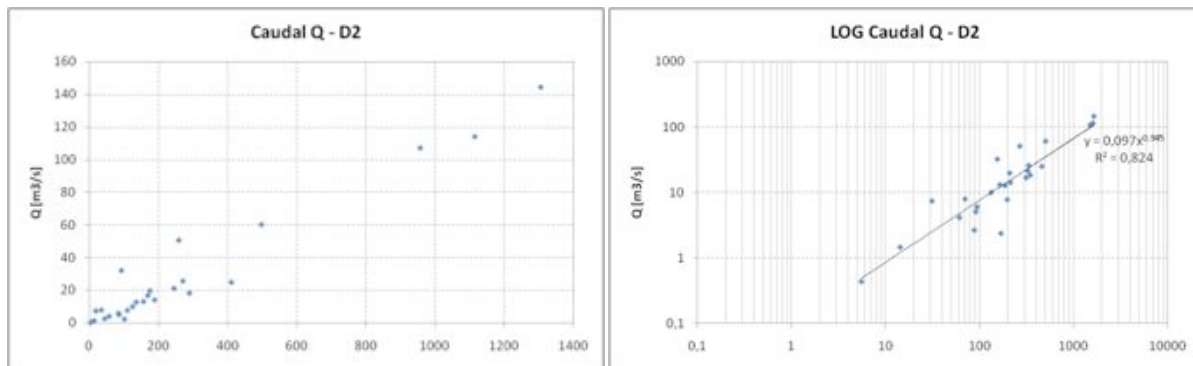 Caudal Q - D2
Q [m3/s]
160
140
120
100
80
60
40
20
0
0 200 400 600 800 1000 1200 1400
LOG Caudal Q - D2
Q [m3/s]
1000
100
10
1
0,1
y = 0,097x^0.945
R² = 0,824
0,1 1 10 100 1000 10000